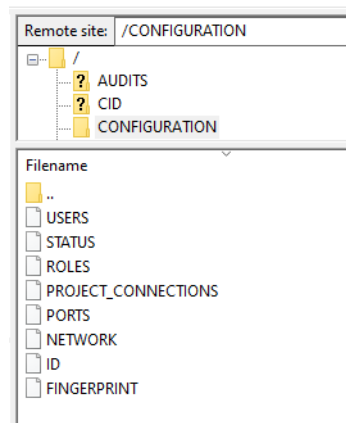 Remote site: /CONFIGURATION
/
? AUDITS
? CID
CONFIGURATION
Filename
..
USERS
STATUS
ROLES
PROJECT_CONNECTIONS
PORTS
NETWORK
ID
FINGERPRINT